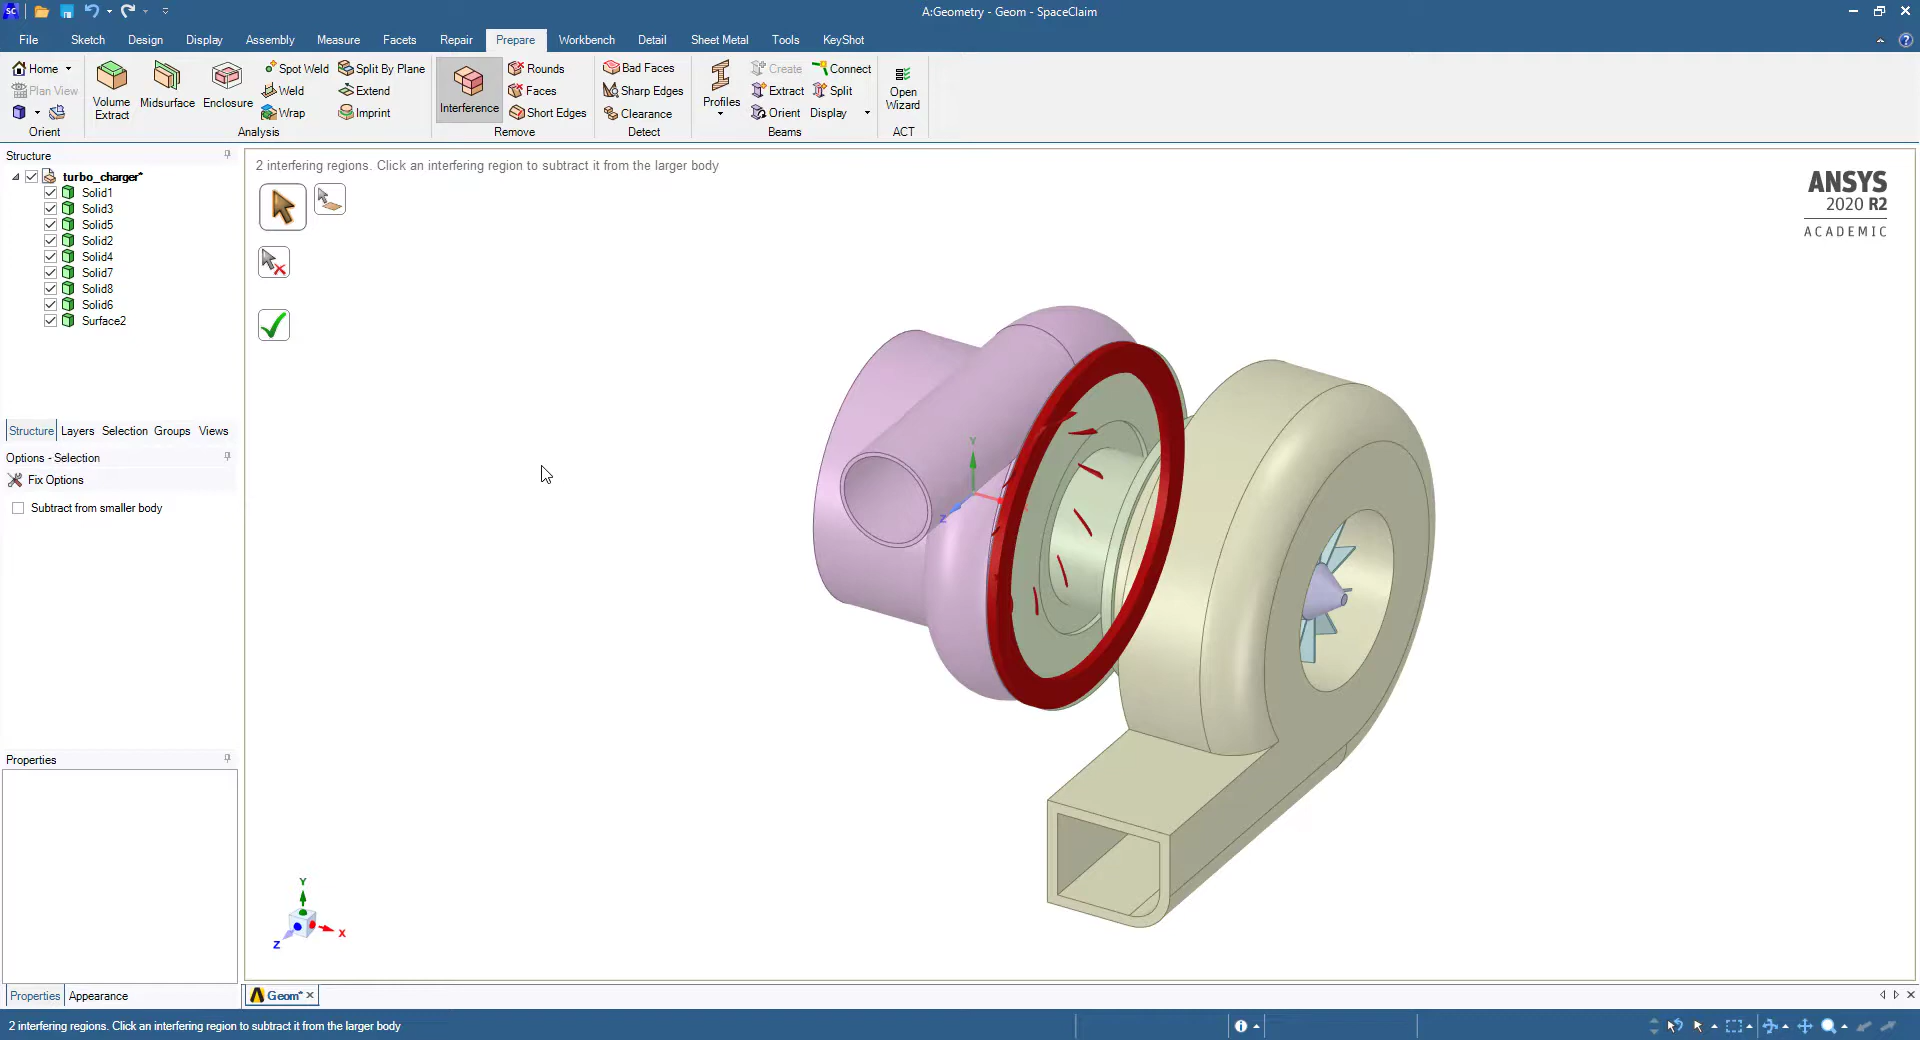 A:Geometry - Geom - SpaceClaim
File Sketch Design Display Assembly Measure Facets Repair Prepare Workbench Detail Sheet Metal Tools KeyShot
Home
Plan View
Orient
Volume Extract
Midsurface
Enclosure
Spot Weld
Weld
Wrap
Split By Plane
Extend
Imprint
Analysis
Interference
Rounds
Faces
Short Edges
Remove
Bad Faces
Sharp Edges
Clearance
Detect
Profiles
Create
Extract
Orient
Connect
Split
Display
Beams
Open Wizard
ACT
Structure
turbo_charger*
Solid1
Solid3
Solid5
Solid2
Solid4
Solid7
Solid8
Solid6
Surface2
Structure Layers Selection Groups Views
Options - Selection
Fix Options
Subtract from smaller body
Properties
Properties Appearance
2 interfering regions. Click an interfering region to subtract it from the larger body
ANSYS
2020 R2
ACADEMIC
Y
Z
Y
Z
X
Geom*
2 interfering regions. Click an interfering region to subtract it from the larger body